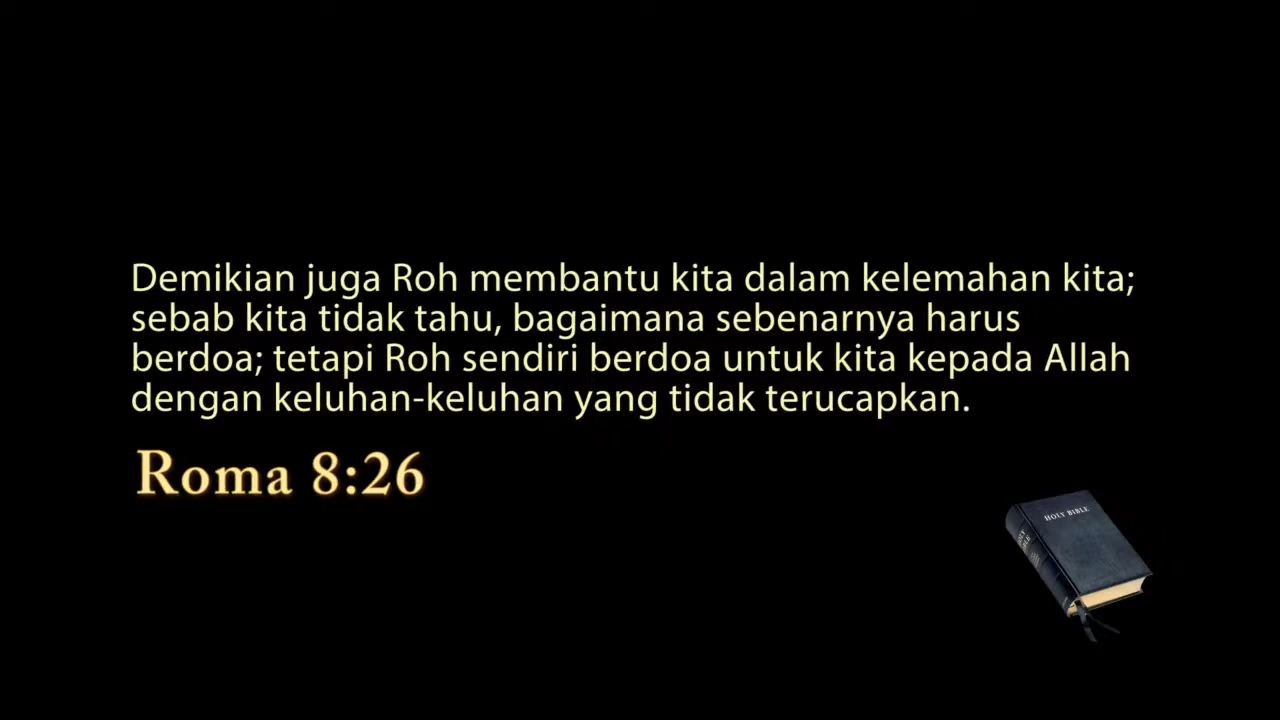 Demikian juga Roh membantu kita dalam kelemahan kita;
sebab kita tidak tahu, bagaimana sebenarnya harus
berdoa; tetapi Roh sendiri berdoa untuk kita kepada Allah
dengan keluhan-keluhan yang tidak terucapkan.
Roma 8:26
HOLY BIBLE